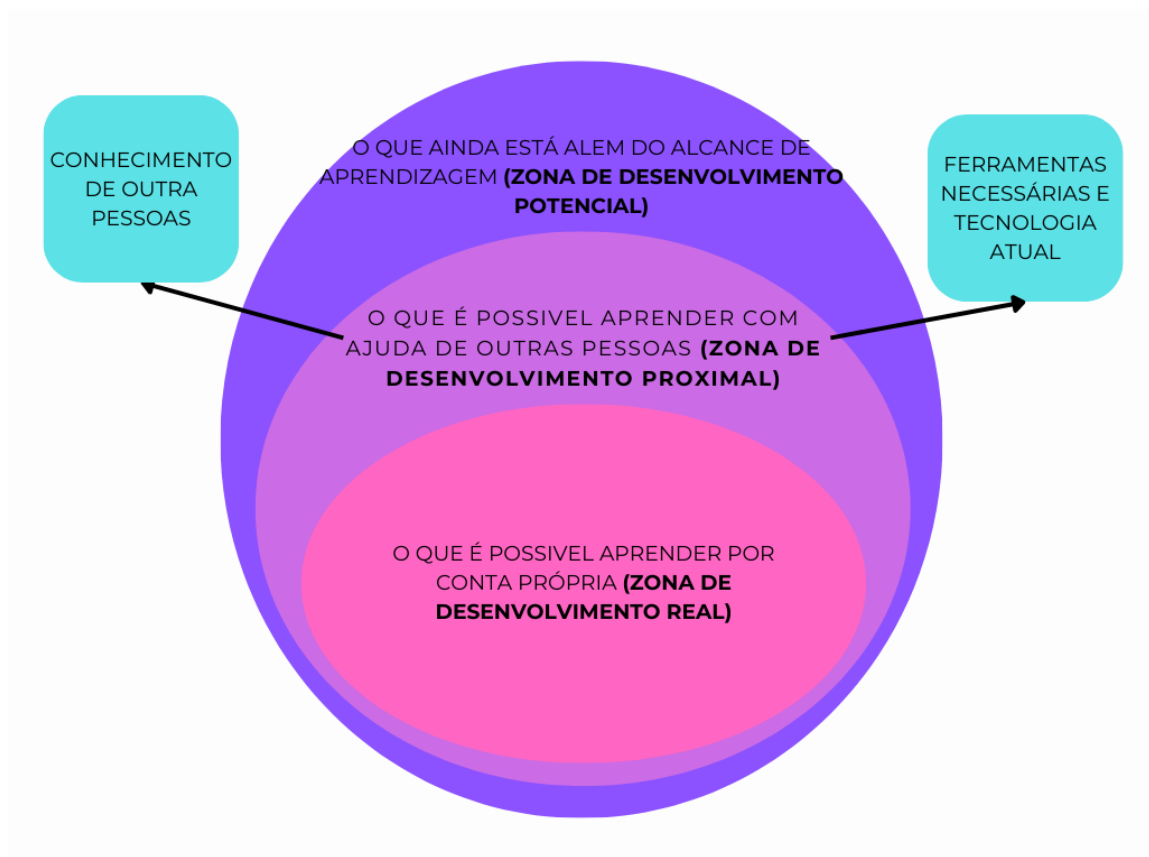 CONHECIMENTO
DE OUTRA
PESSOAS
O QUE AINDA ESTÁ ALEM DO ALCANCE DE
APRENDIZAGEM (ZONA DE DESENVOLVIMENTO
POTENCIAL)
FERRAMENTAS
NECESSÁRIAS E
TECNOLOGIA
ATUAL
O QUE É POSSIVEL APRENDER COM
AJUDA DE OUTRAS PESSOAS (ZONA DE
DESENVOLVIMENTO PROXIMAL)
O QUE É POSSIVEL APRENDER POR
CONTA PRÓPRIA (ZONA DE
DESENVOLVIMENTO REAL)